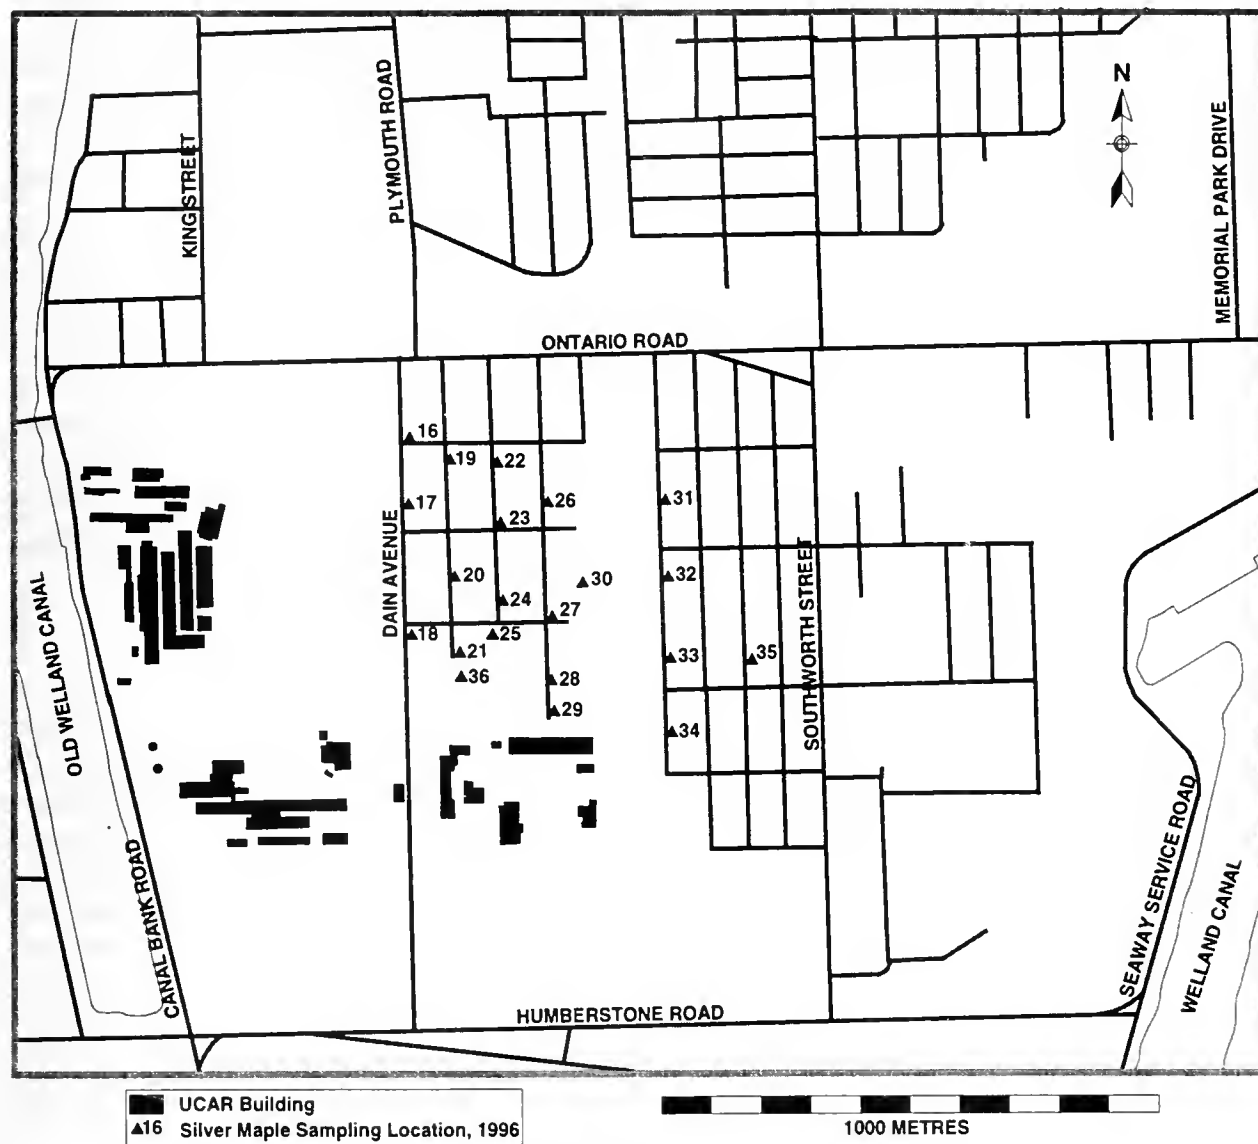 N
KING STREET
PLYMOUTH ROAD
MEMORIAL PARK DRIVE
ONTARIO ROAD
16
19
22
17
26
31
23
DAIN AVENUE
20
30
32
24
27
18
25
21
33
35
36
28
29
34
SOUTHWORTH STREET
OLD WELLAND CANAL
CANAL BANK ROAD
SEAWAY SERVICE ROAD
WELLAND CANAL
HUMBERSTONE ROAD
UCAR Building
16 Silver Maple Sampling Location, 1996
1000 METRES